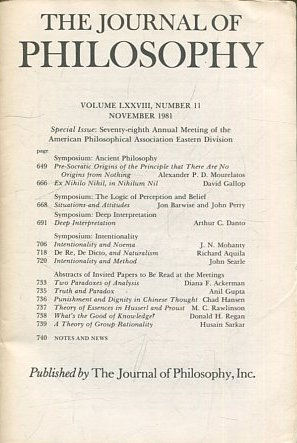 THE JOURNAL OF
PHILOSOPHY
VOLUME LXXVIII, NUMBER 11
NOVEMBER 1981
Special Issue: Seventy-eighth Annual Meeting of the
American Philosophical Association Eastern Division
page
Symposium: Ancient Philosophy
649 Pre-Socratic Origins of the Principle that There Are No
Origins from Nothing Alexander P. D. Mourelatos
666 Ex Nihilo Nihil, in Nihilum Nil David Gallop
Symposium: The Logic of Perception and Belief
668 Situations and Attitudes Jon Barwise and John Perry
Symposium: Deep Interpretation
691 Deep Interpretation Arthur C. Danto
Symposium: Intentionality
706 Intentionality and Noema J. N. Mohanty
718 De Re, De Dicto, and Naturalism Richard Aquila
720 Intentionality and Method John Searle
Abstracts of Invited Papers to Be Read at the Meetings
733 Two Paradoxes of Analysis Diana F. Ackerman
735 Truth and Paradox Anil Gupta
736 Punishment and Dignity in Chinese Thought Chad Hansen
737 Theory of Essences in Husserl and Proust M. C. Rawlinson
738 What's the Good of Knowledge? Donald H. Regan
739 A Theory of Group Rationality Husain Sarkar
740 NOTES AND NEWS
Published by The Journal of Philosophy, Inc.